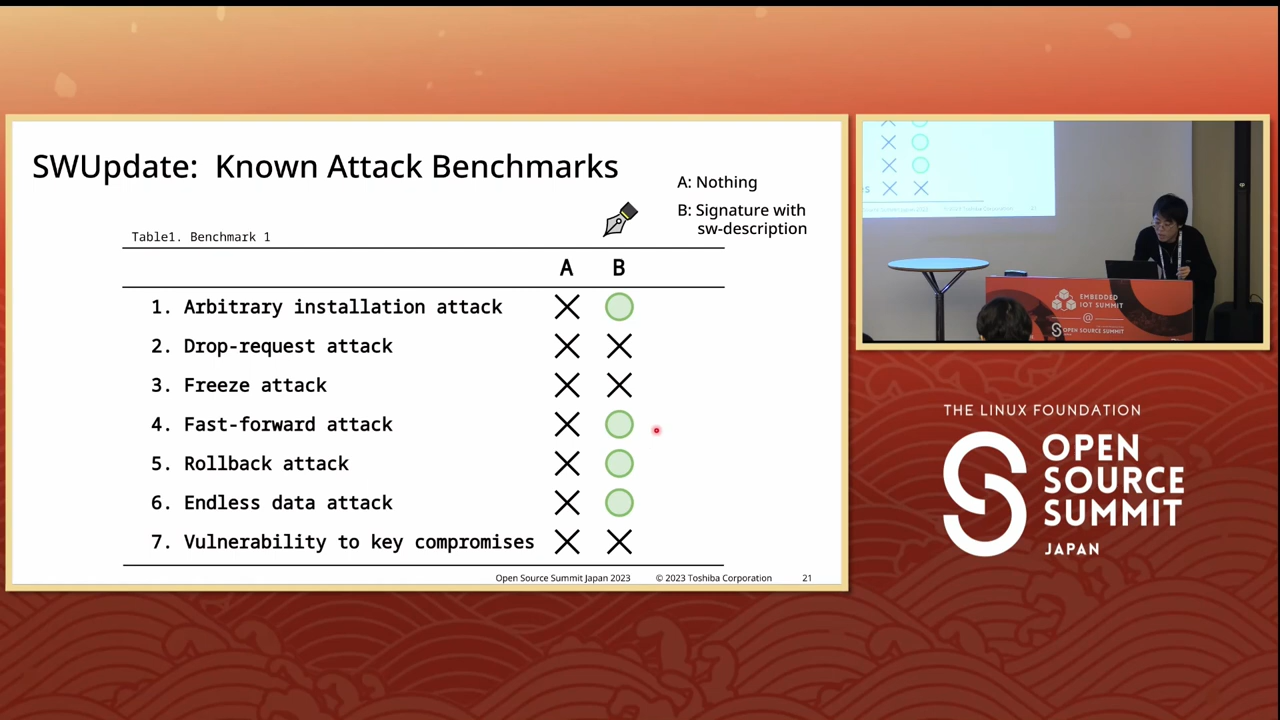 SWUpdate: Known Attack Benchmarks
A: Nothing
B: Signature with
sw-description
Table1. Benchmark 1
A B
1. Arbitrary installation attack
2. Drop-request attack
3. Freeze attack
4. Fast-forward attack
5. Rollback attack
6. Endless data attack
7. Vulnerability to key compromises
Open Source Summit Japan 2023 © 2023 Toshiba Corporation 21
EMBEDDED
IOT SUMMIT
@
OPEN SOURCE SUMMIT
THE LINUX FOUNDATION
OPEN
SOURCE
SUMMIT
JAPAN